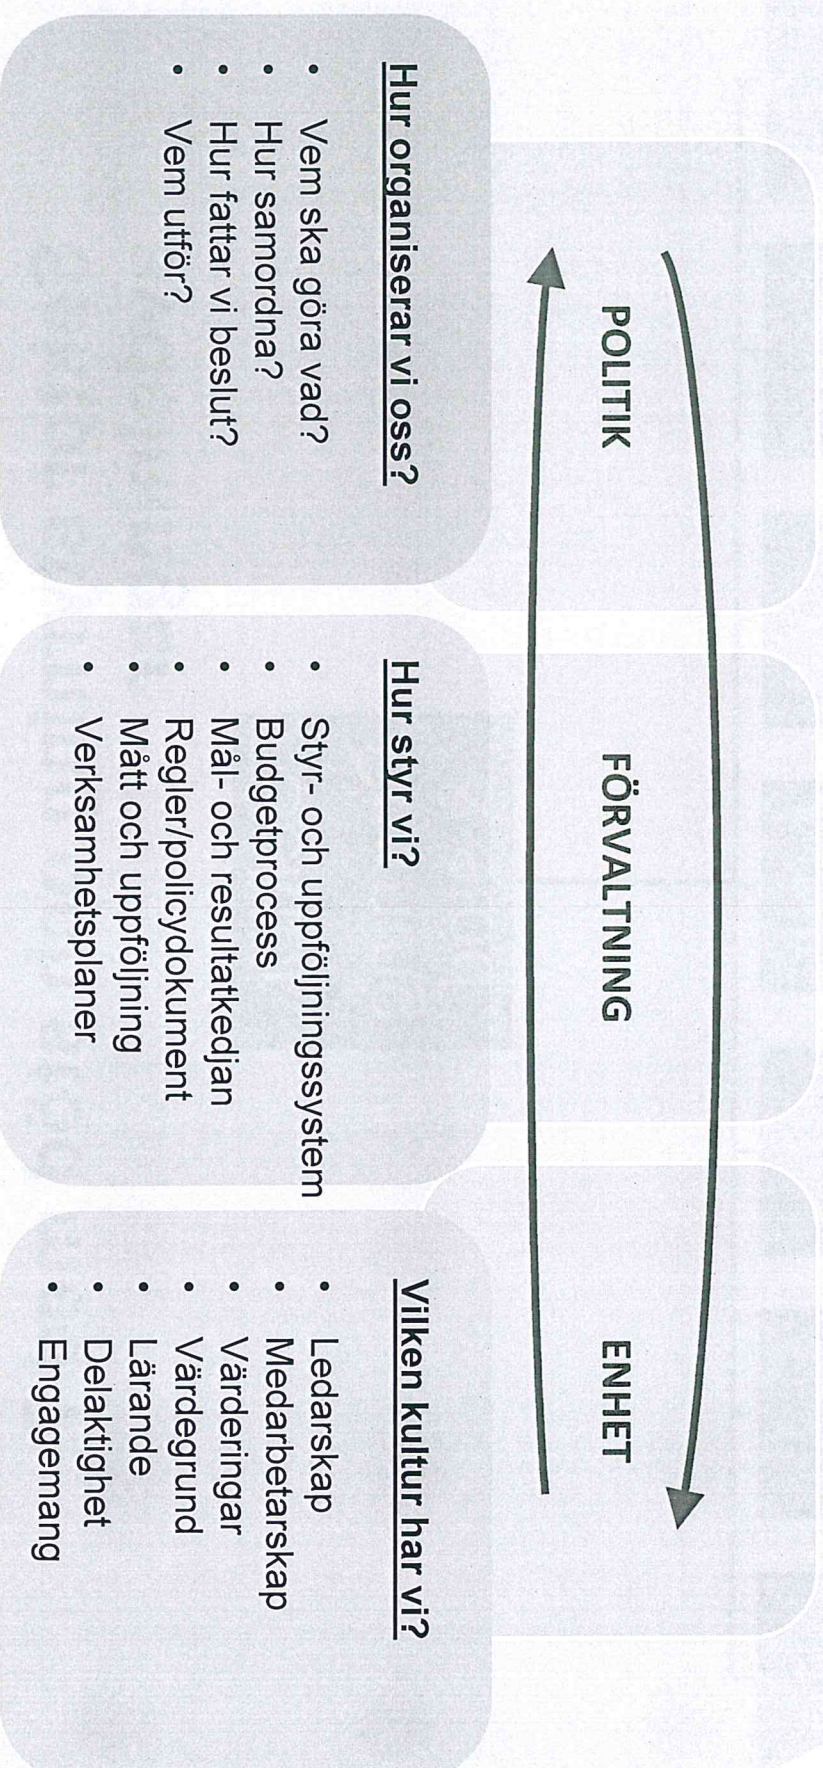 POLITIK
FÖRVALTNING
ENHET
Hur organiserar vi oss?
• Vem ska göra vad?
• Hur samordna?
• Hur fattar vi beslut?
• Vem utför?
Hur styr vi?
• Styr- och uppföljningssystem
• Budgetprocess
• Mål- och resultatkedjan
• Regler/policydokument
• Mått och uppföljning
• Verksamhetsplaner
Vilken kultur har vi?
• Ledarskap
• Medarbetarskap
• Värderingar
• Värdegrund
• Lärande
• Delaktighet
• Engagemang